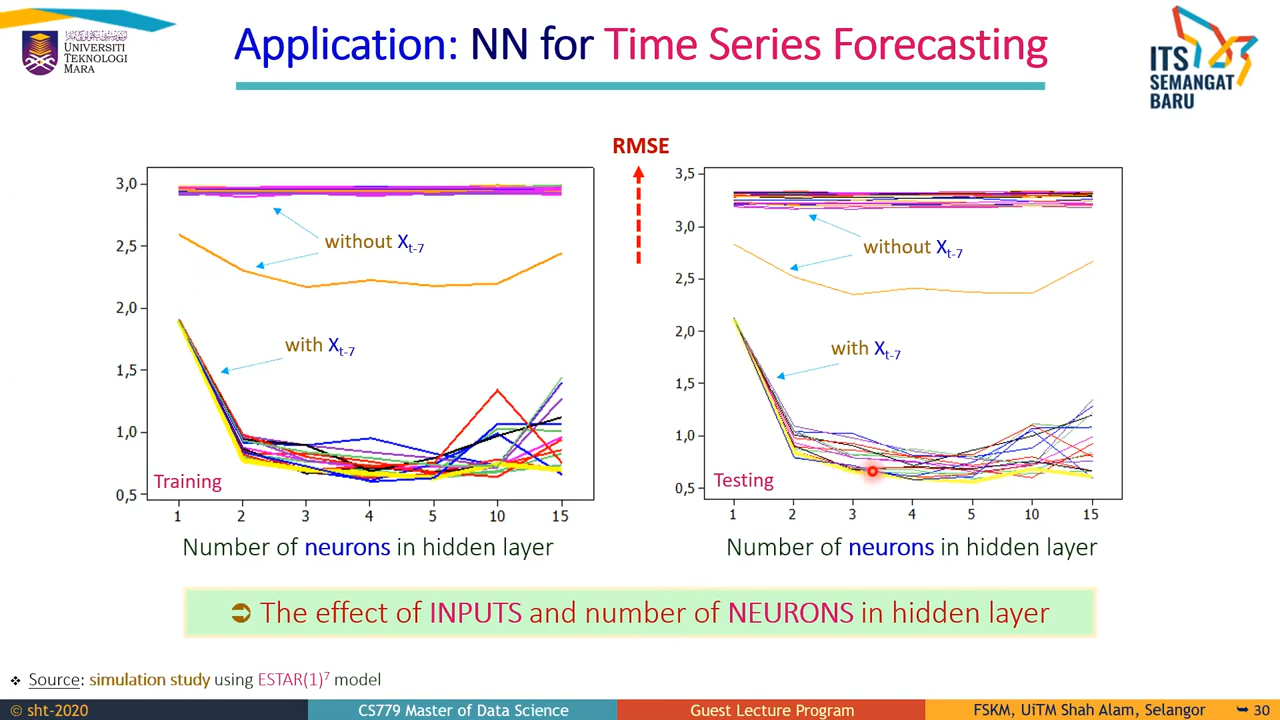 UNIVERSITI
TEKNOLOGI
MARA
Application: NN for Time Series Forecasting
ITS
SEMANGAT
BARU
RMSE
3,0
2,5
2,0
1,5
1,0
0,5
without Xt-7
with Xt-7
Training
1 2 3 4 5 10 15
Number of neurons in hidden layer
3,5
3,0
2,5
2,0
1,5
1,0
0,5
without Xt-7
with Xt-7
Testing
1 2 3 4 5 10 15
Number of neurons in hidden layer
➲ The effect of INPUTS and number of NEURONS in hidden layer
❖ Source: simulation study using ESTAR(1)⁷ model
© sht-2020
CS779 Master of Data Science
Guest Lecture Program
FSKM, UiTM Shah Alam, Selangor
➥ 30